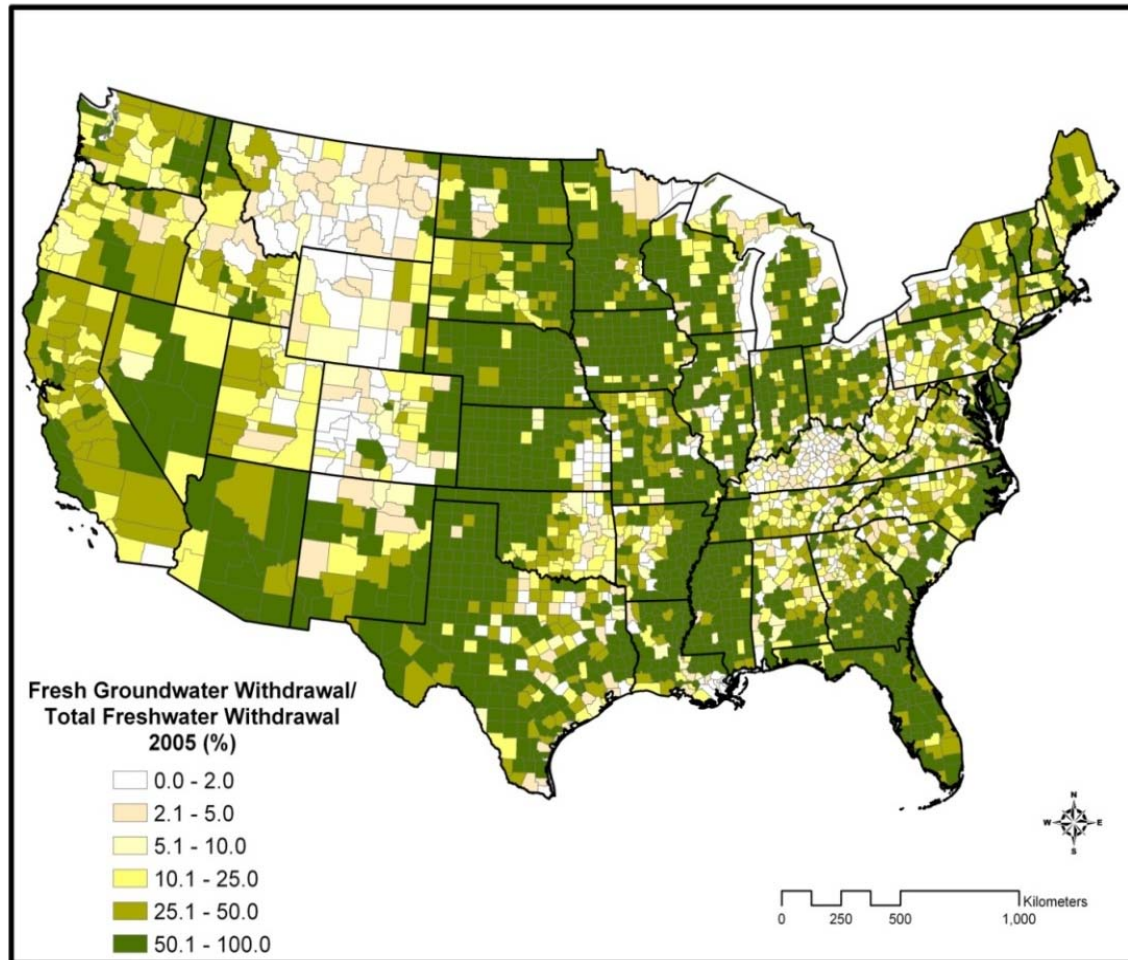 Fresh Groundwater Withdrawal/
Total Freshwater Withdrawal
2005 (%)
0.0 - 2.0
2.1 - 5.0
5.1 - 10.0
10.1 - 25.0
25.1 - 50.0
50.1 - 100.0
N
W E
S
Kilometers
0 250 500 1,000